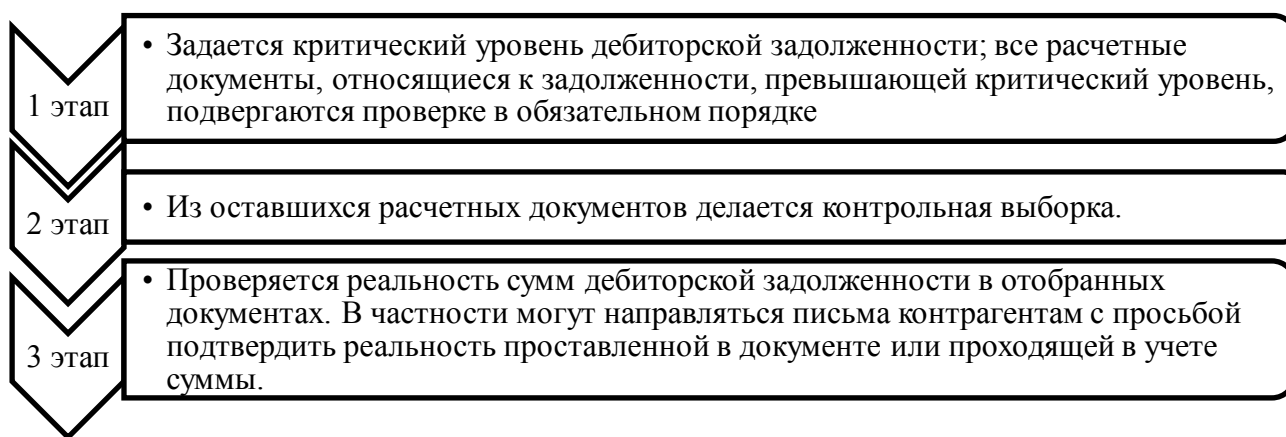 1 этап
• Задается критический уровень дебиторской задолженности; все расчетные
документы, относящиеся к задолженности, превышающей критический уровень,
подвергаются проверке в обязательном порядке
2 этап
• Из оставшихся расчетных документов делается контрольная выборка.
3 этап
• Проверяется реальность сумм дебиторской задолженности в отобранных
документах. В частности могут направляться письма контрагентам с просьбой
подтвердить реальность проставленной в документе или проходящей в учете
суммы.